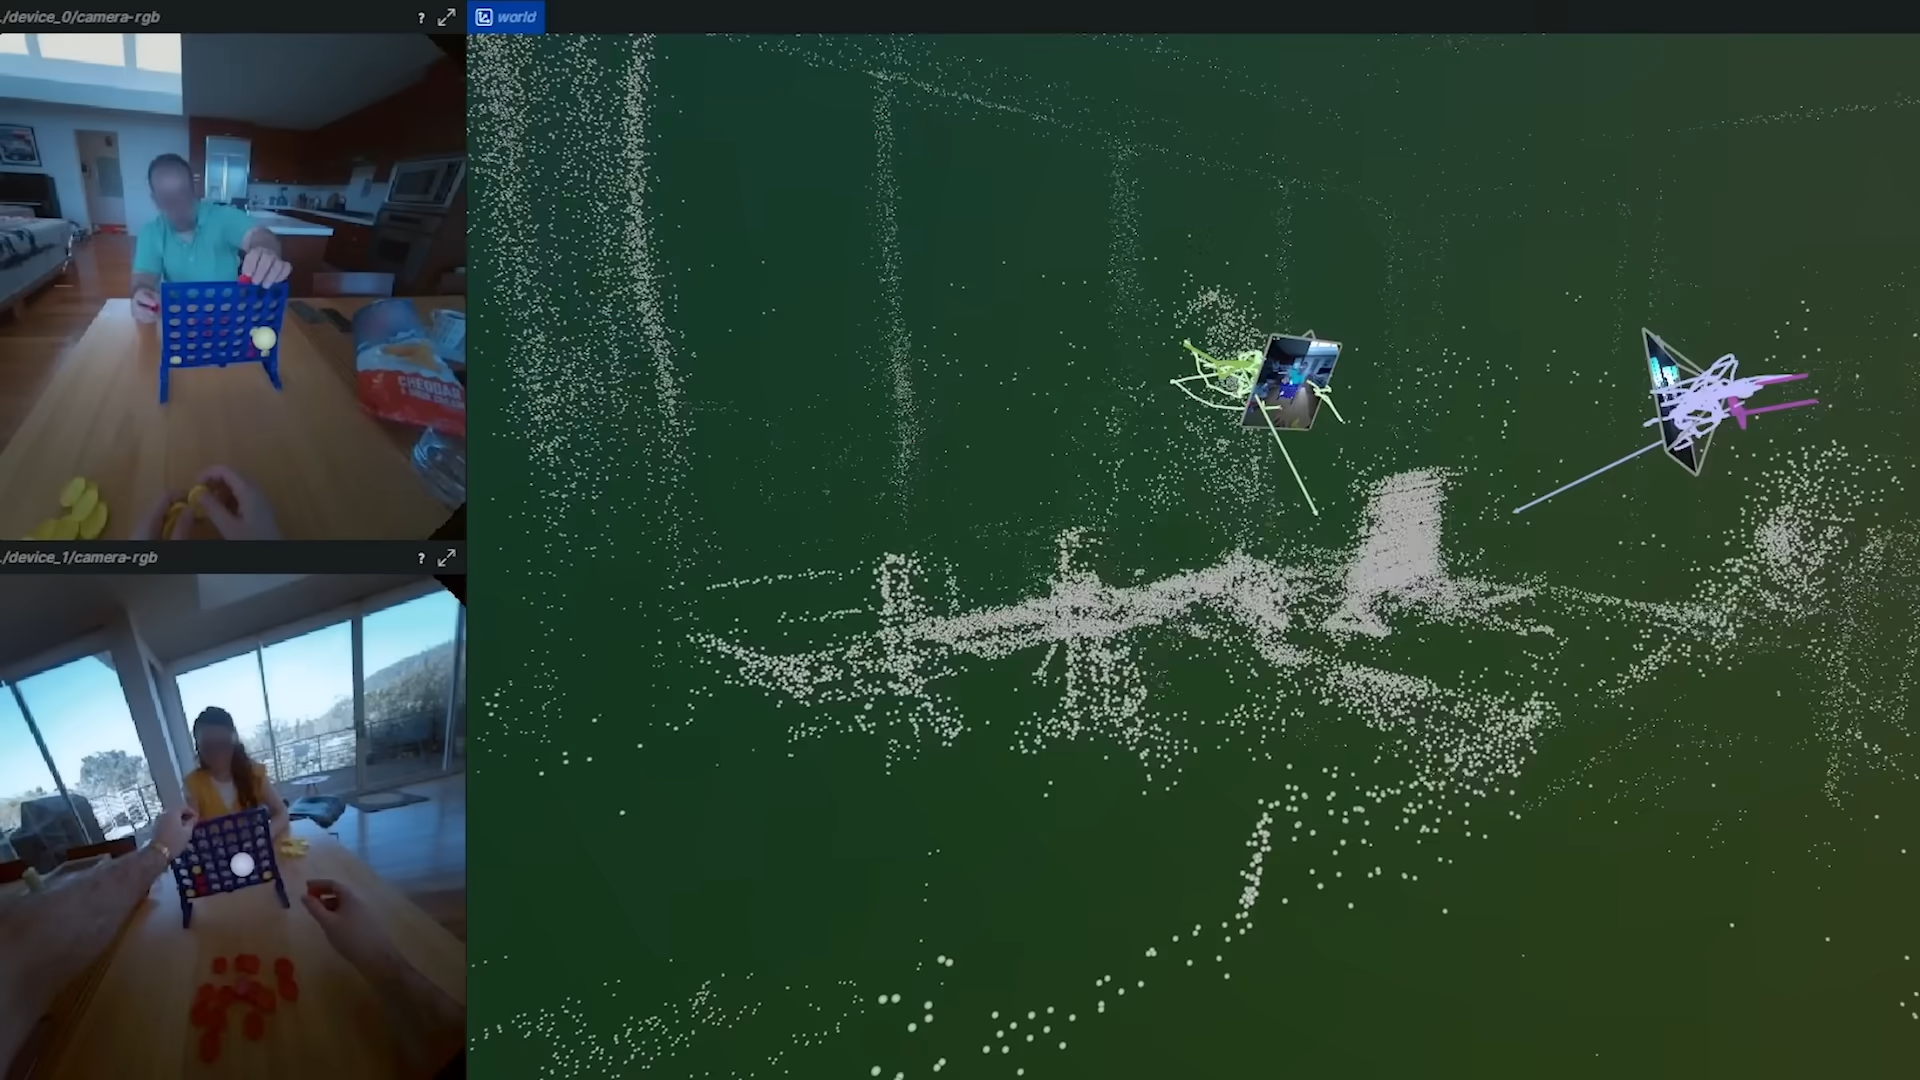 ./device_0/camera-rgb ?
world
CHEDDAR
./device_1/camera-rgb ?